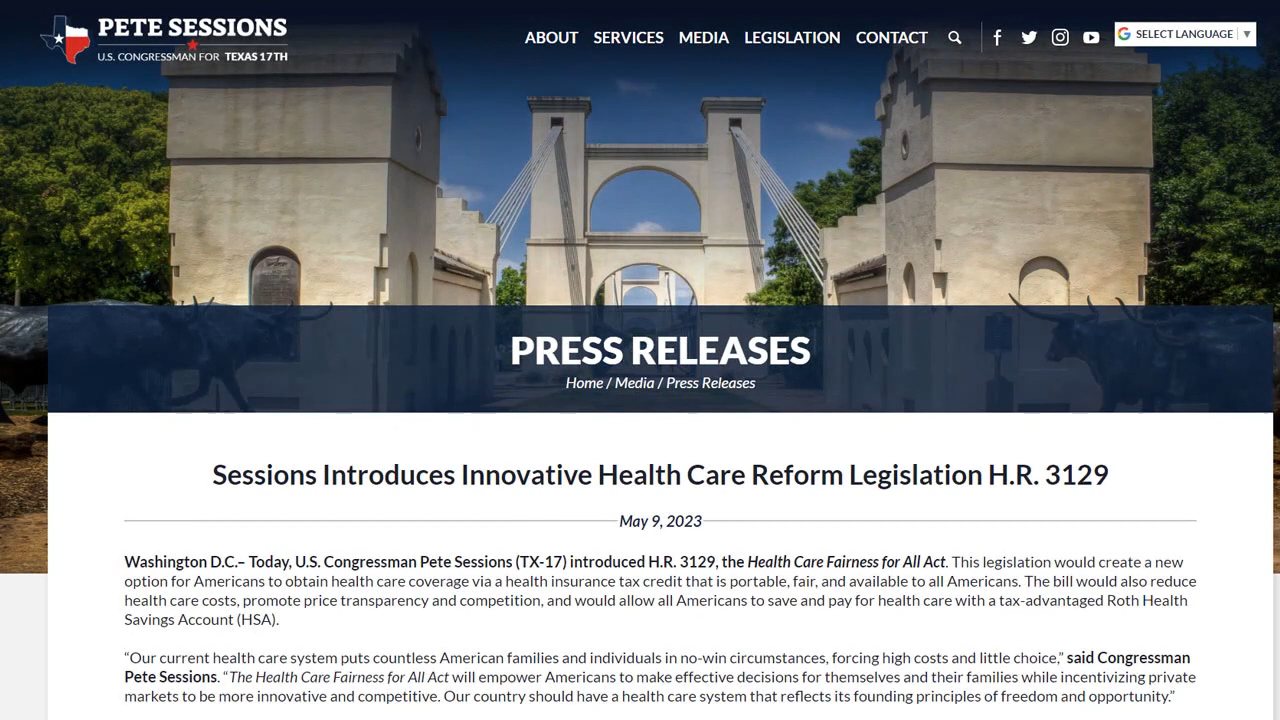 PETE SESSIONS
U.S. CONGRESSMAN FOR TEXAS 17TH
ABOUT SERVICES MEDIA LEGISLATION CONTACT
SELECT LANGUAGE ▼
PRESS RELEASES
Home / Media / Press Releases
Sessions Introduces Innovative Health Care Reform Legislation H.R. 3129
May 9, 2023
Washington D.C.– Today, U.S. Congressman Pete Sessions (TX-17) introduced H.R. 3129, the Health Care Fairness for All Act. This legislation would create a new
option for Americans to obtain health care coverage via a health insurance tax credit that is portable, fair, and available to all Americans. The bill would also reduce
health care costs, promote price transparency and competition, and would allow all Americans to save and pay for health care with a tax-advantaged Roth Health
Savings Account (HSA).
“Our current health care system puts countless American families and individuals in no-win circumstances, forcing high costs and little choice,” said Congressman
Pete Sessions. “The Health Care Fairness for All Act will empower Americans to make effective decisions for themselves and their families while incentivizing private
markets to be more innovative and competitive. Our country should have a health care system that reflects its founding principles of freedom and opportunity.”